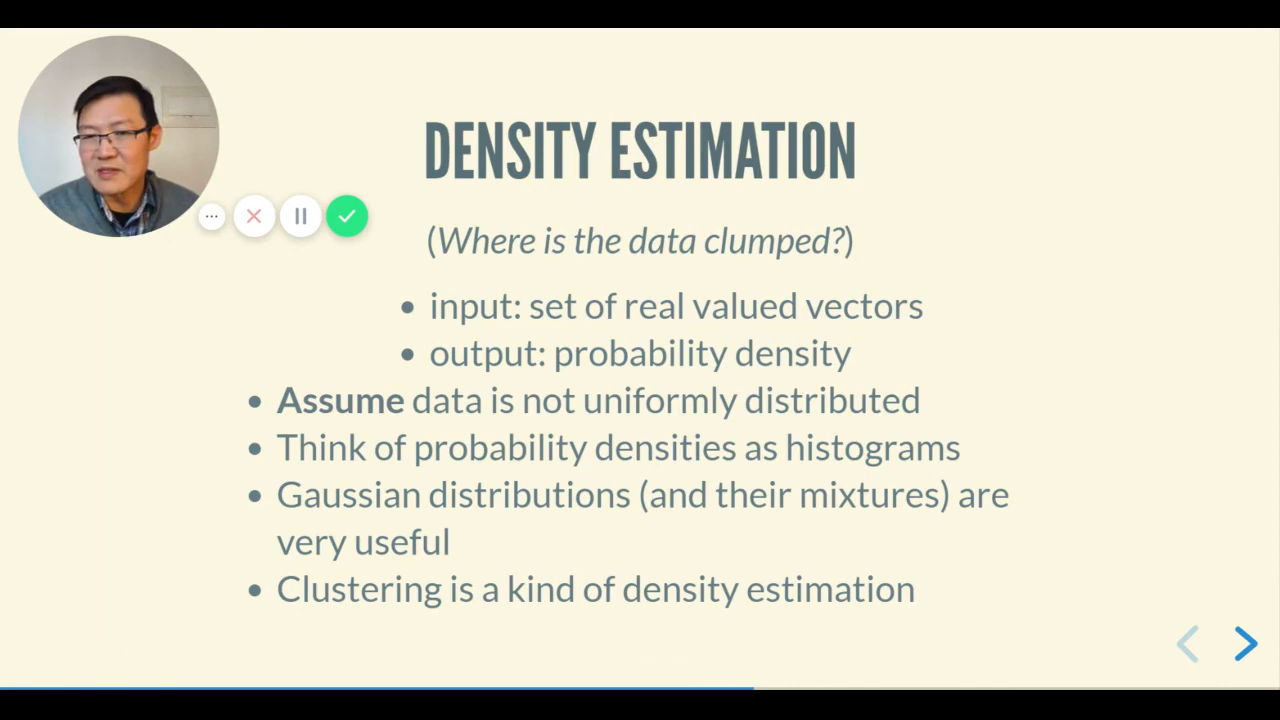 DENSITY ESTIMATION
(Where is the data clumped?)
• input: set of real valued vectors
• output: probability density
• Assume data is not uniformly distributed
• Think of probability densities as histograms
• Gaussian distributions (and their mixtures) are
very useful
• Clustering is a kind of density estimation